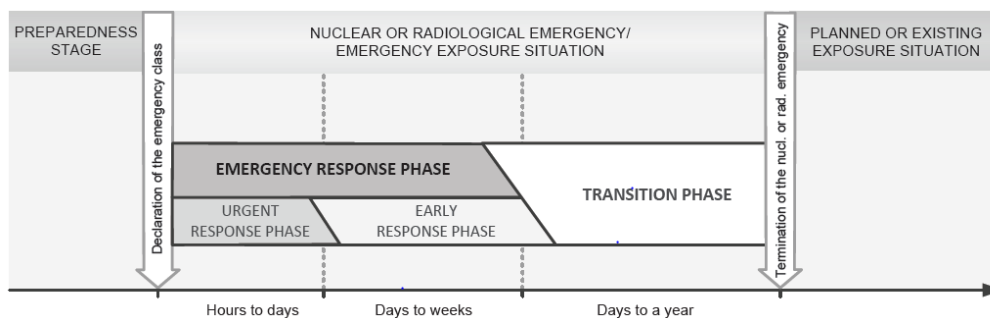 PREPAREDNESS
STAGE
NUCLEAR OR RADIOLOGICAL EMERGENCY/
EMERGENCY EXPOSURE SITUATION
PLANNED OR EXISTING
EXPOSURE SITUATION
Declaration of the emergency class
Termination of the nucl. or rad. emergency
EMERGENCY RESPONSE PHASE
TRANSITION PHASE
URGENT
RESPONSE PHASE
EARLY
RESPONSE PHASE
Hours to days
Days to weeks
Days to a year